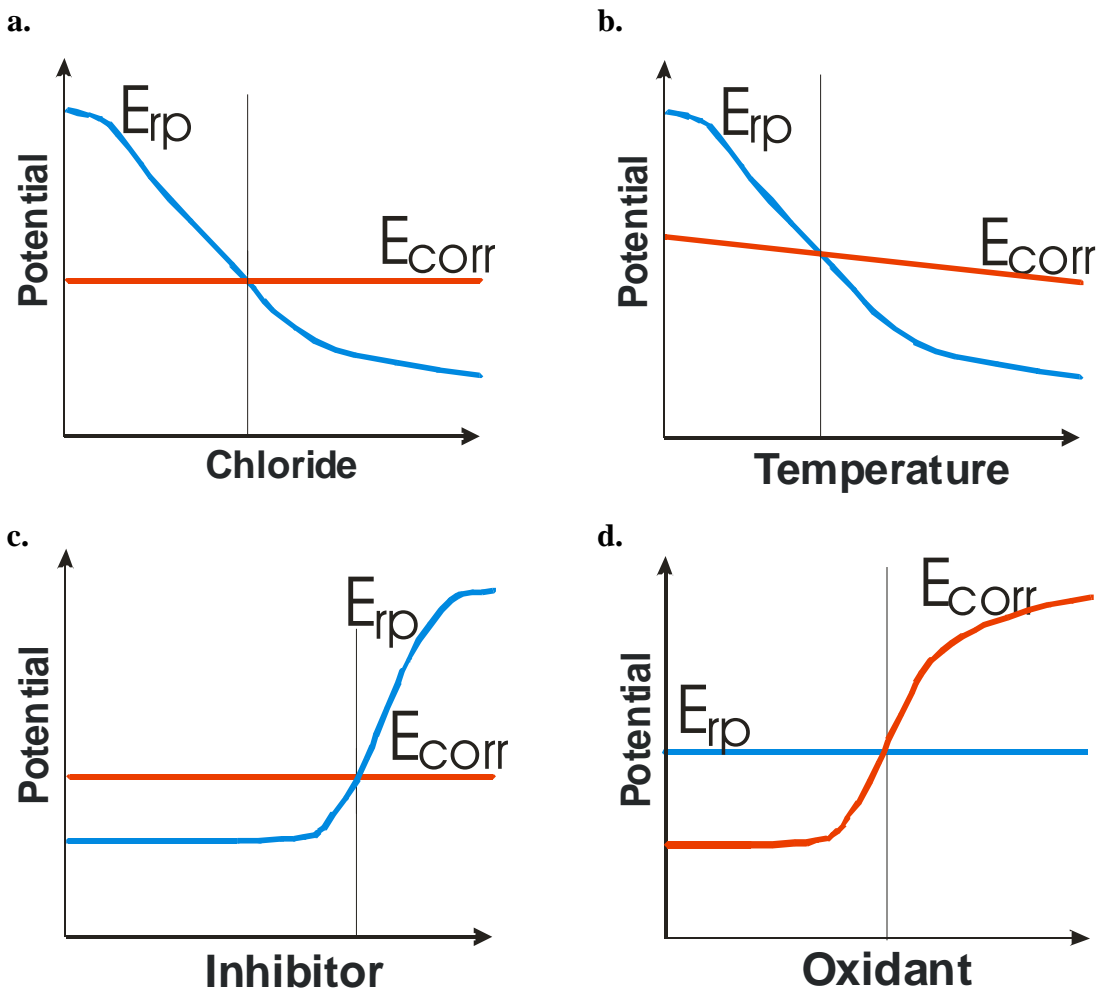 a.
Potential
Erp
Ecorr
Chloride
b.
Potential
Erp
Ecorr
Temperature
c.
Potential
Erp
Ecorr
Inhibitor
d.
Potential
Ecorr
Erp
Oxidant